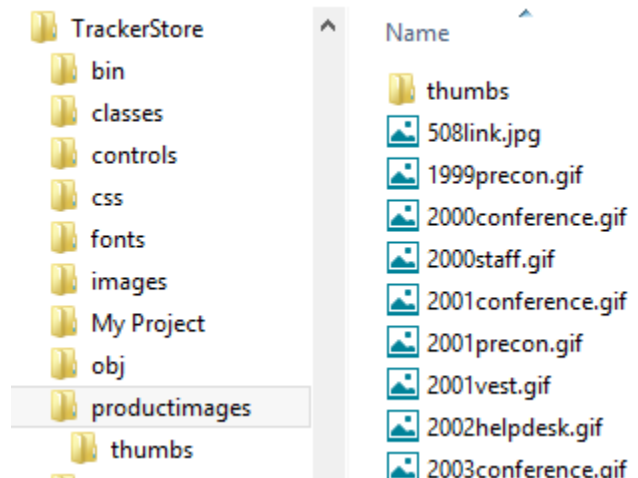 TrackerStore
bin
classes
controls
css
fonts
images
My Project
obj
productimages
thumbs
Name
thumbs
508link.jpg
1999precon.gif
2000conference.gif
2000staff.gif
2001conference.gif
2001precon.gif
2001vest.gif
2002helpdesk.gif
2003conference.gif